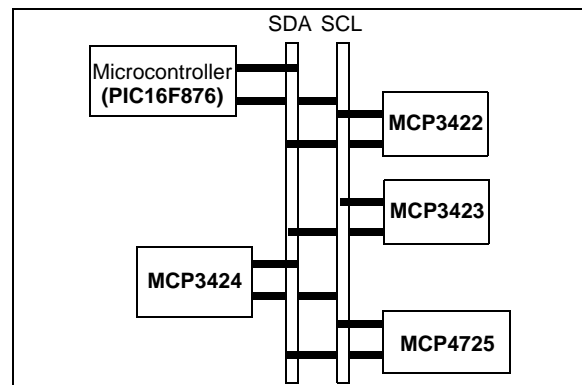 SDA SCL
Microcontroller
(PIC16F876)
MCP3422
MCP3423
MCP3424
MCP4725